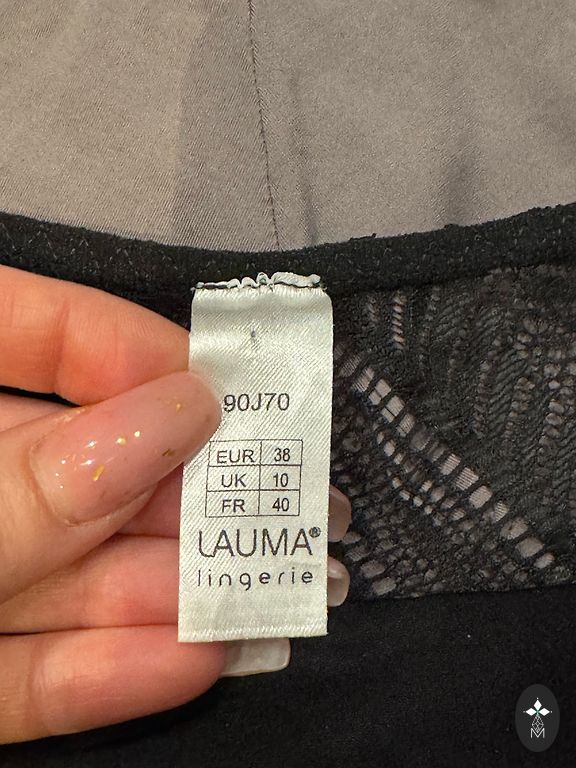 90J70
EUR 38
UK 10
FR 40
LAUMA®
lingerie
M